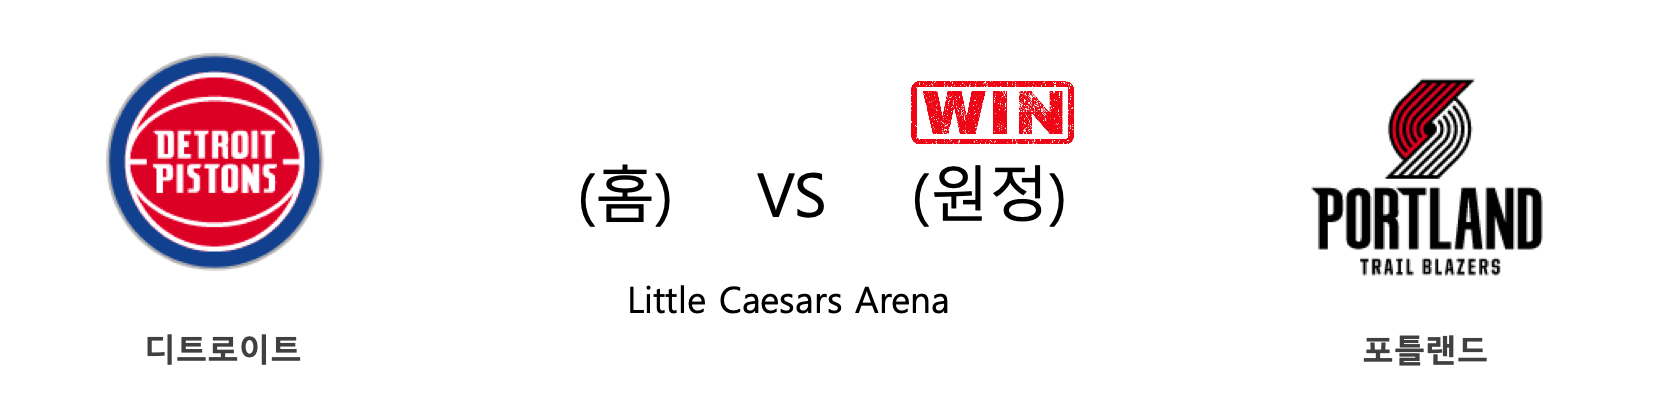 DETROIT
PISTONS
WIN
(홈) VS (원정)
PORTLAND
TRAIL BLAZERS
Little Caesars Arena
디트로이트
포틀랜드